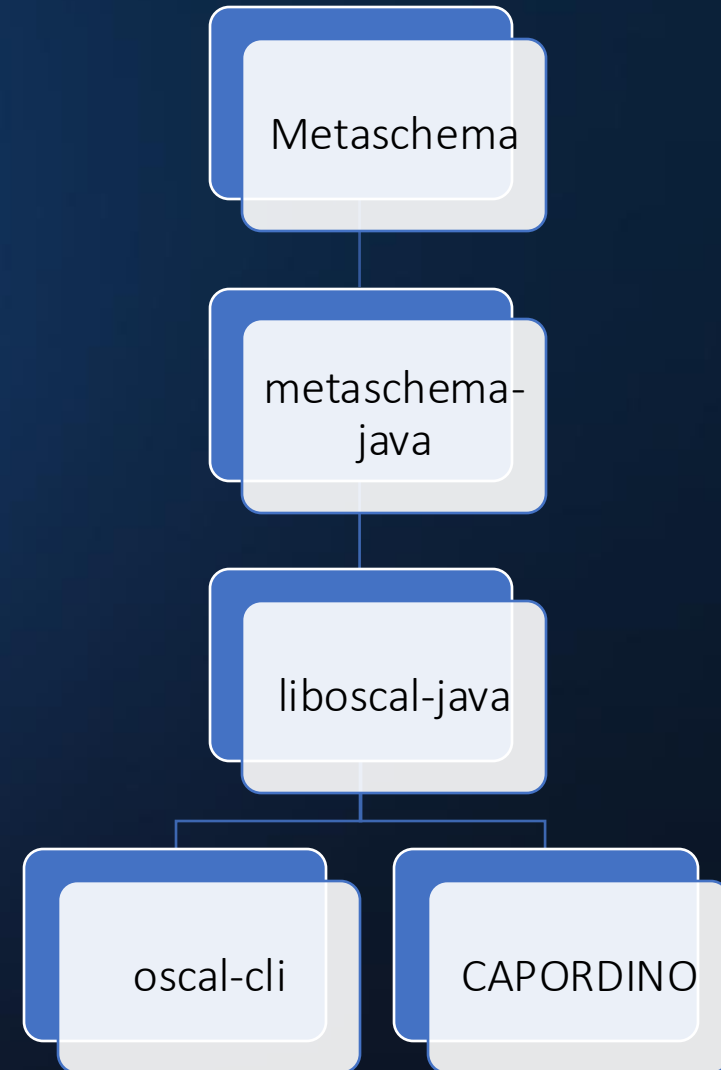 Metaschema
metaschema-
java
liboscal-java
oscal-cli
CAPORDINO